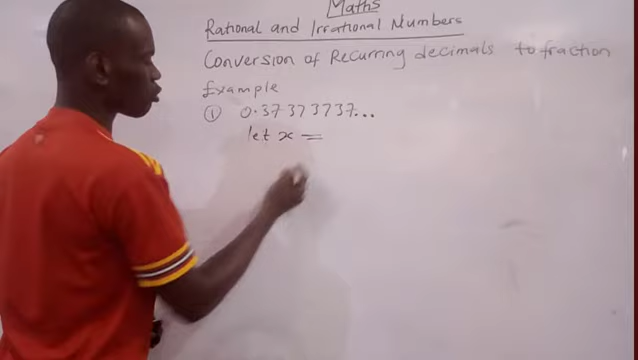 Maths
Rational and Irrational Numbers
Conversion of Recurring decimals to fraction
Example
① 0.37373737...
let x =